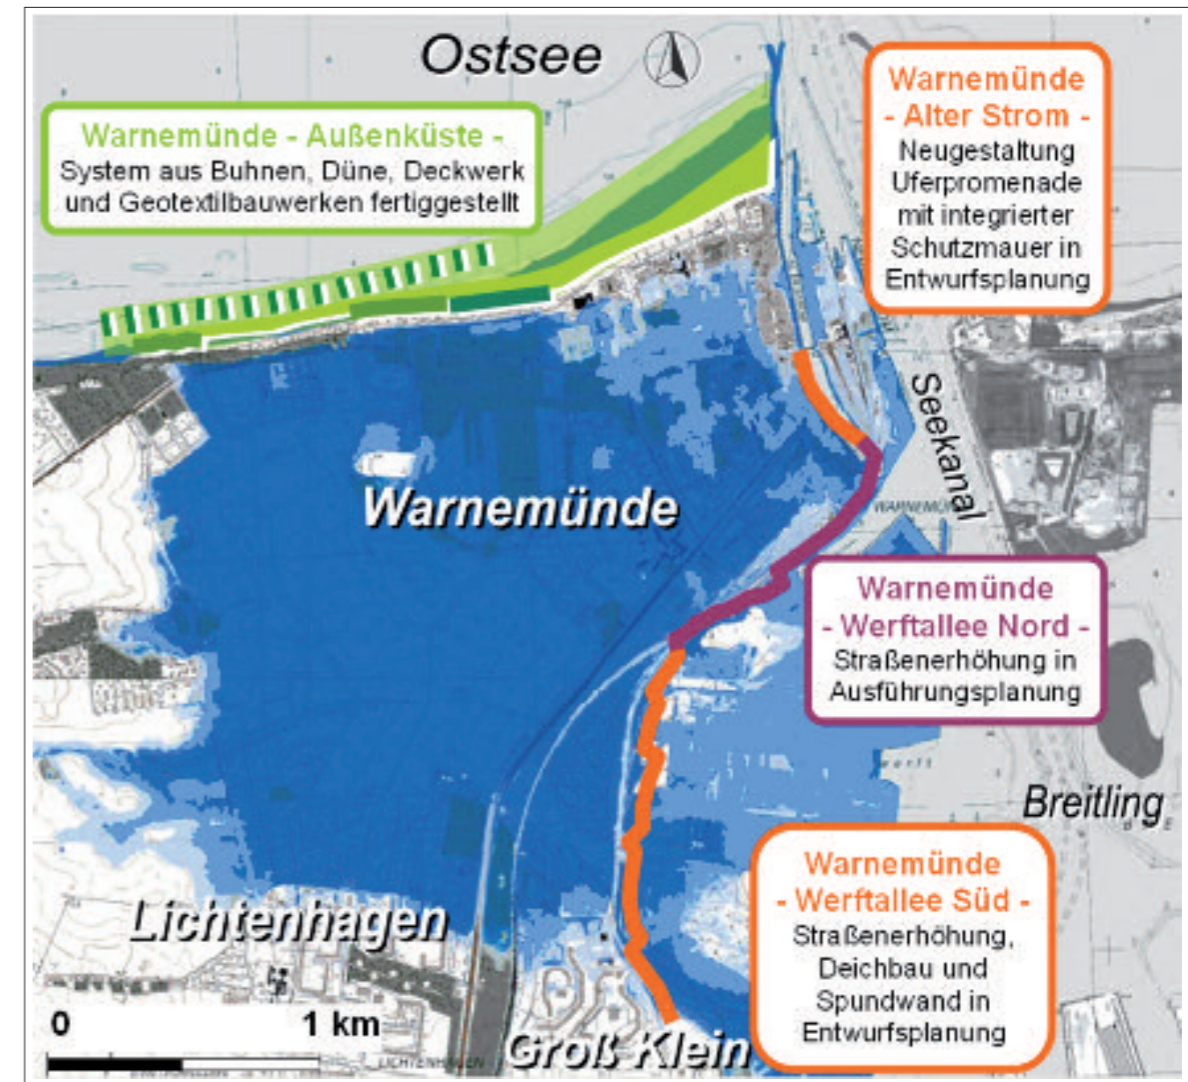 Ostsee
Warnemünde - Außenküste -
System aus Buhnen, Düne, Deckwerk
und Geotextilbauwerken fertiggestellt
Warnemünde
- Alter Strom -
Neugestaltung
Uferpromenade
mit integrierter
Schutzmauer in
Entwurfsplanung
Seekanal
Warnemünde
Warnemünde
- Werftallee Nord -
Straßenerhöhung in
Ausführungsplanung
Breitling
Warnemünde
- Werftallee Süd -
Straßenerhöhung,
Deichbau und
Spundwand in
Entwurfsplanung
Lichtenhagen
Groß Klein
0 1 km
LICHTENHAGEN